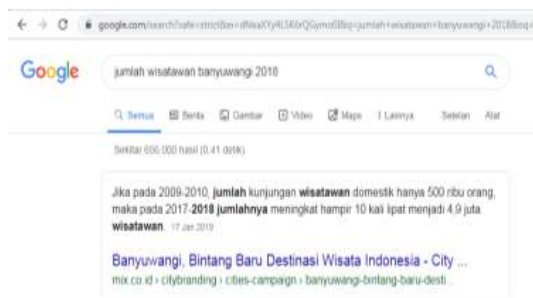 google.com/search?safe=strict
Google
jumlah wisatawan banyuwangi 2018
Semua Berita Gambar Video Maps Lainnya Setelan Alat
Sekitar 656.000 hasil (0,41 detik)
Jika pada 2009-2010, jumlah kunjungan wisatawan domestik hanya 500 ribu orang,
maka pada 2017-2018 jumlahnya meningkat hampir 10 kali lipat menjadi 4,9 juta
wisatawan. 17 Jan 2019
Banyuwangi, Bintang Baru Destinasi Wisata Indonesia - City ...
mix.co.id › citybranding › cities-campaign › banyuwangi-bintang-baru-desti...